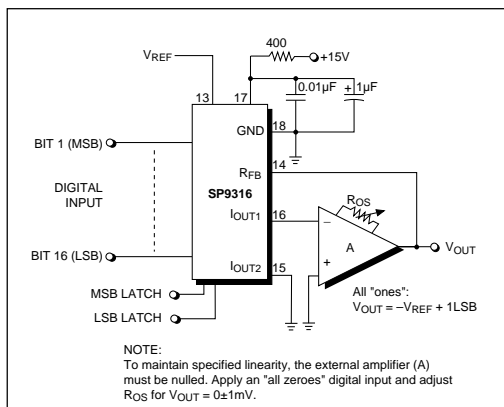 400
+15V
VREF
0.01µF
+ 1µF
13
17
GND
18
BIT 1 (MSB)
RFB
14
DIGITAL
INPUT
SP9316
ROS
IOUT1
16
–
A
VOUT
+
BIT 16 (LSB)
IOUT2
15
MSB LATCH
LSB LATCH
All "ones":
VOUT = –VREF + 1LSB
NOTE:
To maintain specified linearity, the external amplifier (A)
must be nulled. Apply an "all zeroes" digital input and adjust
ROS for VOUT = 0±1mV.